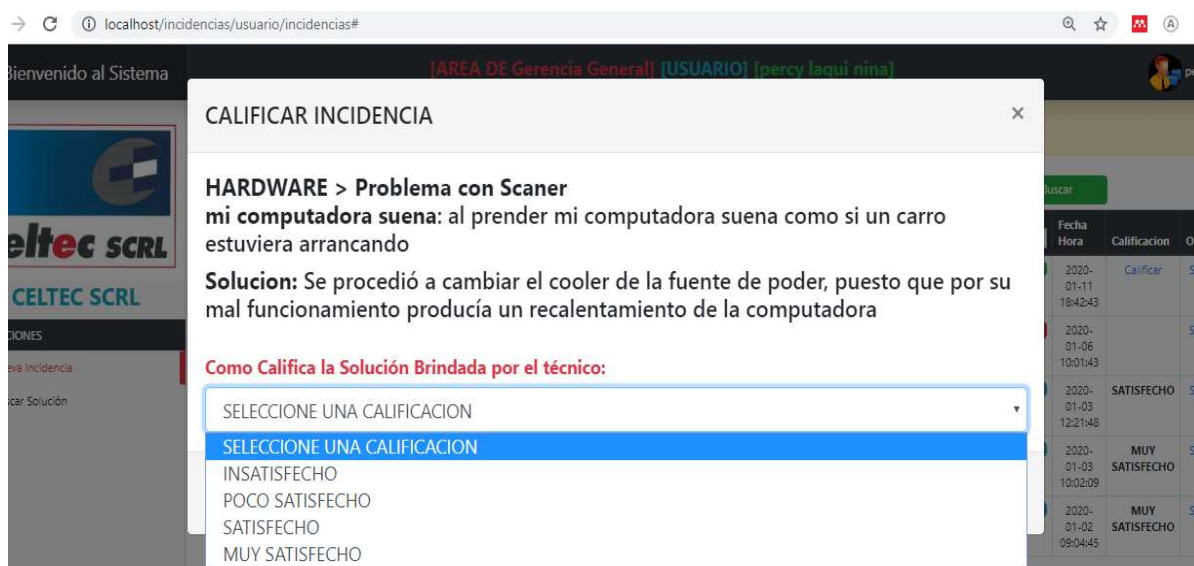 localhost/incidencias/usuario/incidencias#
Bienvenido al Sistema
[AREA DE Gerencia General] [USUARIO] [percy laqui nina]
CALIFICAR INCIDENCIA
×
HARDWARE > Problema con Scaner
mi computadora suena: al prender mi computadora suena como si un carro
estuviera arrancando
Solucion: Se procedió a cambiar el cooler de la fuente de poder, puesto que por su
mal funcionamiento producía un recalentamiento de la computadora
Como Califica la Solución Brindada por el técnico:
SELECCIONE UNA CALIFICACION
SELECCIONE UNA CALIFICACION
INSATISFECHO
POCO SATISFECHO
SATISFECHO
MUY SATISFECHO
eltec SCRL
CELTEC SCRL
CIONES
eva Incidencia
scar Solución
Buscar
Fecha
Hora
Calificacion
2020-
01-11
18:42:43
Calificar
2020-
01-06
10:01:43
2020-
01-03
12:21:48
SATISFECHO
2020-
01-03
10:02:09
MUY
SATISFECHO
2020-
01-02
09:04:45
MUY
SATISFECHO